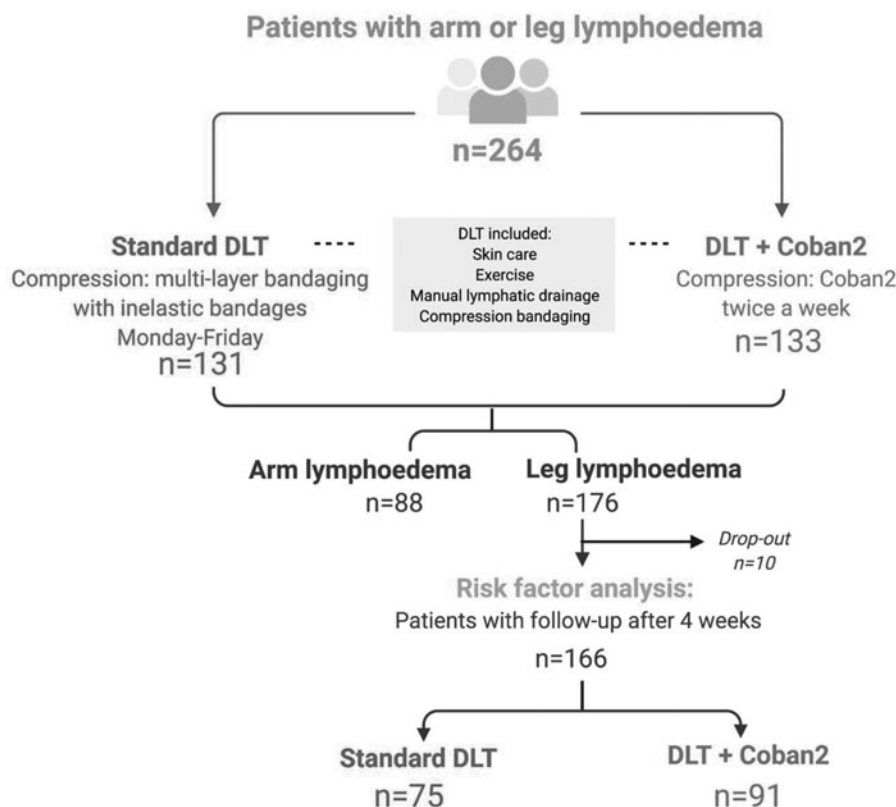 Patients with arm or leg lymphoedema
n=264
Standard DLT
Compression: multi-layer bandaging
with inelastic bandages
Monday-Friday
n=131
DLT included:
Skin care
Exercise
Manual lymphatic drainage
Compression bandaging
DLT + Coban2
Compression: Coban2
twice a week
n=133
Arm lymphoedema
n=88
Leg lymphoedema
n=176
Drop-out
n=10
Risk factor analysis:
Patients with follow-up after 4 weeks
n=166
Standard DLT
n=75
DLT + Coban2
n=91